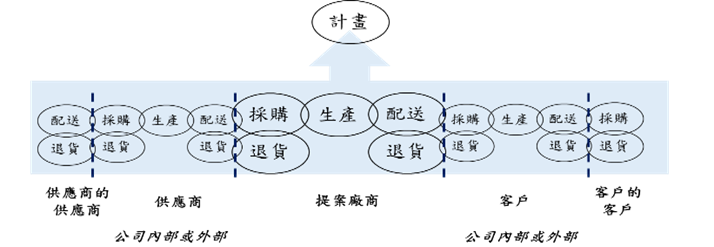 計畫
配送 採購 生產 配送 採購 生產 配送 採購 生產 配送 採購
退貨 退貨 退貨 退貨 退貨 退貨 退貨 退貨
供應商的 供應商 提案廠商 客戶 客戶的
供應商 客戶
公司內部或外部 公司內部或外部